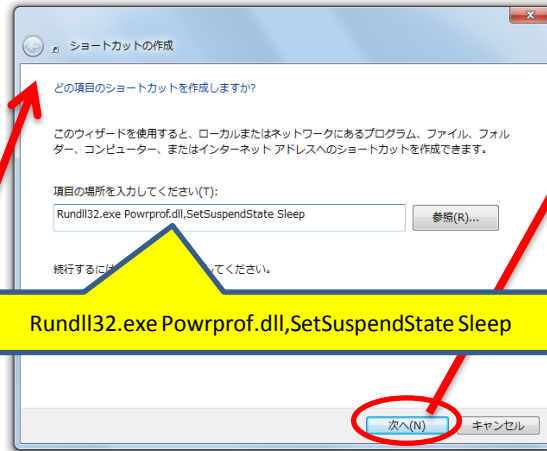 ショートカットの作成
どの項目のショートカットを作成しますか?
このウィザードを使用すると、ローカルまたはネットワークにあるプログラム、ファイル、フォル
ダー、コンピューター、またはインターネット アドレスへのショートカットを作成できます。
項目の場所を入力してください(T):
Rundll32.exe Powrprof.dll,SetSuspendState Sleep
参照(R)...
続行するには
てください。
Rundll32.exe Powrprof.dll,SetSuspendState Sleep
次へ(N)
キャンセル